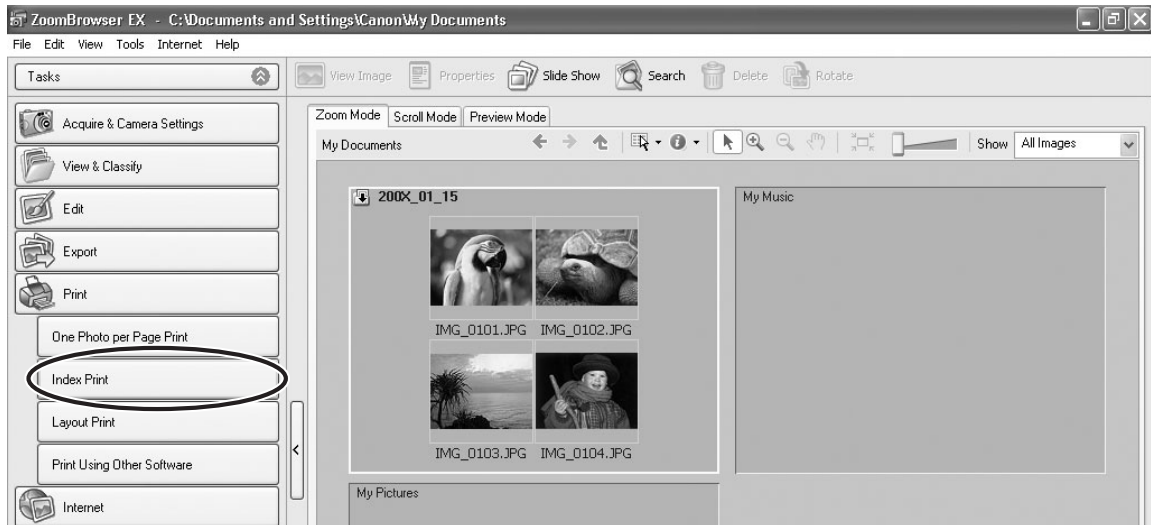 ZoomBrowser EX - C:\Documents and Settings\Canon\My Documents
File Edit View Tools Internet Help
Tasks
View Image Properties Slide Show Search Delete Rotate
Acquire & Camera Settings
View & Classify
Edit
Export
Print
One Photo per Page Print
Index Print
Layout Print
Print Using Other Software
Internet
Zoom Mode Scroll Mode Preview Mode
My Documents Show All Images
200X_01_15
IMG_0101.JPG IMG_0102.JPG
IMG_0103.JPG IMG_0104.JPG
My Music
My Pictures